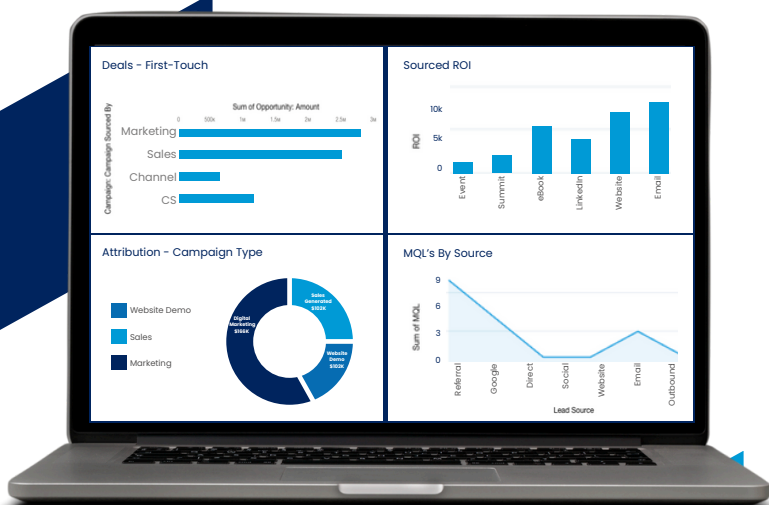 Deals - First-Touch
Sum of Opportunity: Amount
0 500k 1M 1.5M 2M 2.5M 3M
Campaign: Campaign Sourced By
Marketing
Sales
Channel
CS
Sourced ROI
ROI
10k
5k
0
Event
Summit
eBook
LinkedIn
Website
Email
Attribution - Campaign Type
Website Demo
Sales
Marketing
Sales
Generated
$102K
Digital
Marketing
$166K
Website
Demo
$103K
MQL's By Source
Sum of MQL
9
6
3
0
Referral
Google
Direct
Social
Website
Email
Outbound
Lead Source